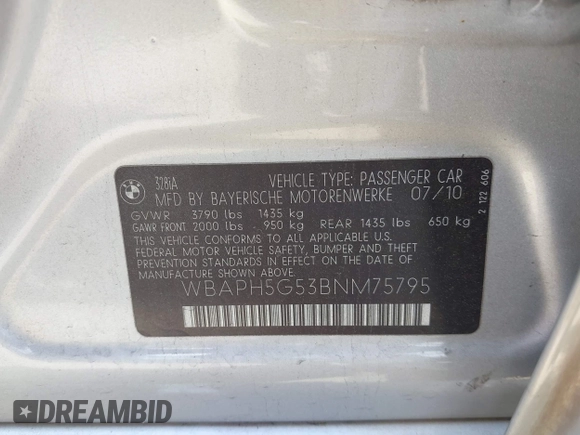 BMW
328iA
VEHICLE TYPE: PASSENGER CAR
MFD BY BAYERISCHE MOTORENWERKE 07/10
GVWR 3790 lbs 1435 kg
GAWR FRONT 2000 lbs 950 kg REAR 1435 lbs 650 kg
THIS VEHICLE CONFORMS TO ALL APPLICABLE U.S.
FEDERAL MOTOR VEHICLE SAFETY, BUMPER, AND THEFT
PREVENTION STANDARDS IN EFFECT ON THE DATE OF
MANUFACTURE SHOWN ABOVE.
WBAPH5G53BNM75795
2 122 606
DREAMBID